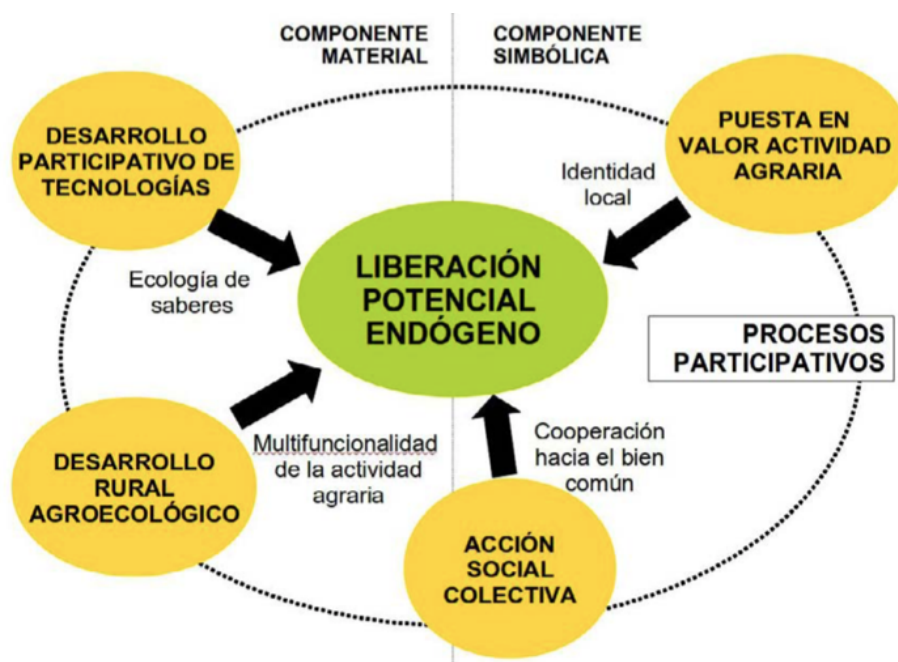 COMPONENTE
MATERIAL
COMPONENTE
SIMBÓLICA
DESARROLLO
PARTICIPATIVO DE
TECNOLOGÍAS
PUESTA EN
VALOR ACTIVIDAD
AGRARIA
Identidad
local
Ecología de
saberes
LIBERACIÓN
POTENCIAL
ENDÓGENO
PROCESOS
PARTICIPATIVOS
DESARROLLO
RURAL
AGROECOLÓGICO
Multifuncionalidad
de la actividad
agraria
Cooperación
hacia el bien
común
ACCIÓN
SOCIAL
COLECTIVA